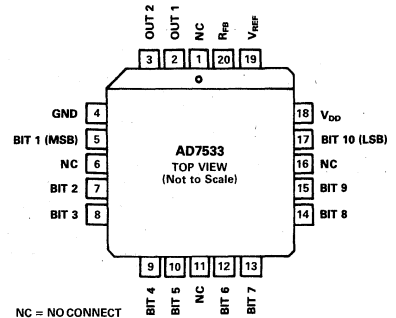 OUT 2
OUT 1
NC
RFB
VREF
3
2
1
20
19
GND 4
BIT 1 (MSB) 5
NC 6
BIT 2 7
BIT 3 8
AD7533
TOP VIEW
(Not to Scale)
18 VDD
17 BIT 10 (LSB)
16 NC
15 BIT 9
14 BIT 8
9
10
11
12
13
BIT 4
BIT 5
NC
BIT 6
BIT 7
NC = NO CONNECT